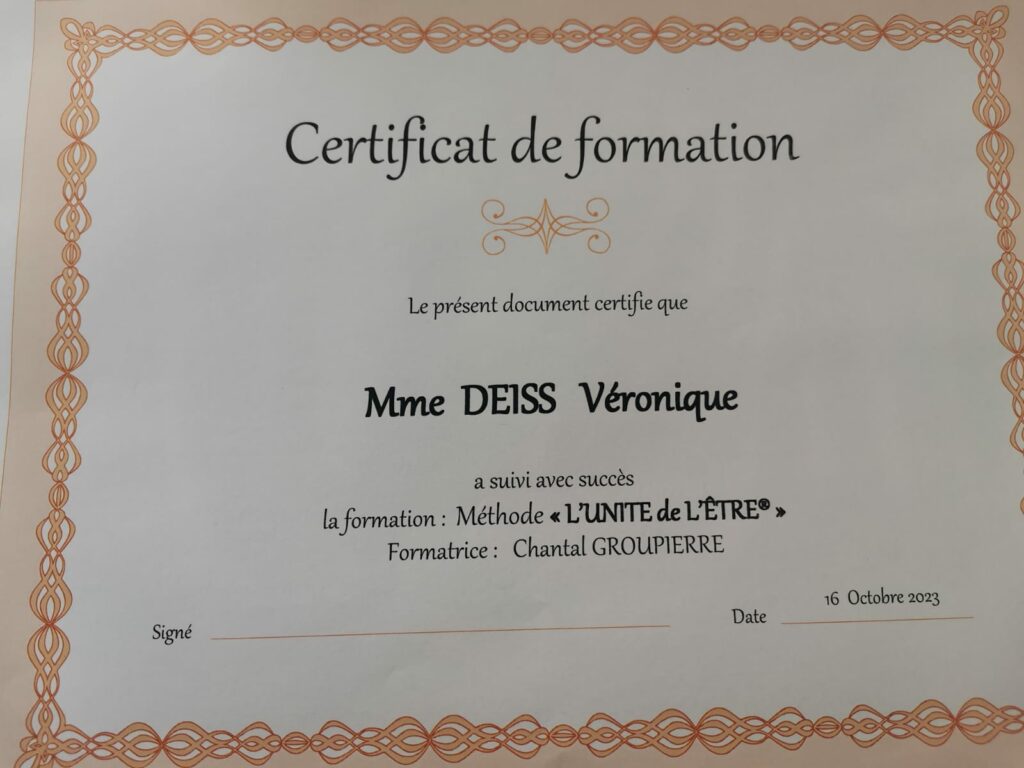 Certificat de formation
Le présent document certifie que
Mme DEISS Véronique
a suivi avec succès
la formation : Méthode « L'UNITE de L'ÊTRE® »
Formatrice : Chantal GROUPIERRE
16 Octobre 2023
Signé Date